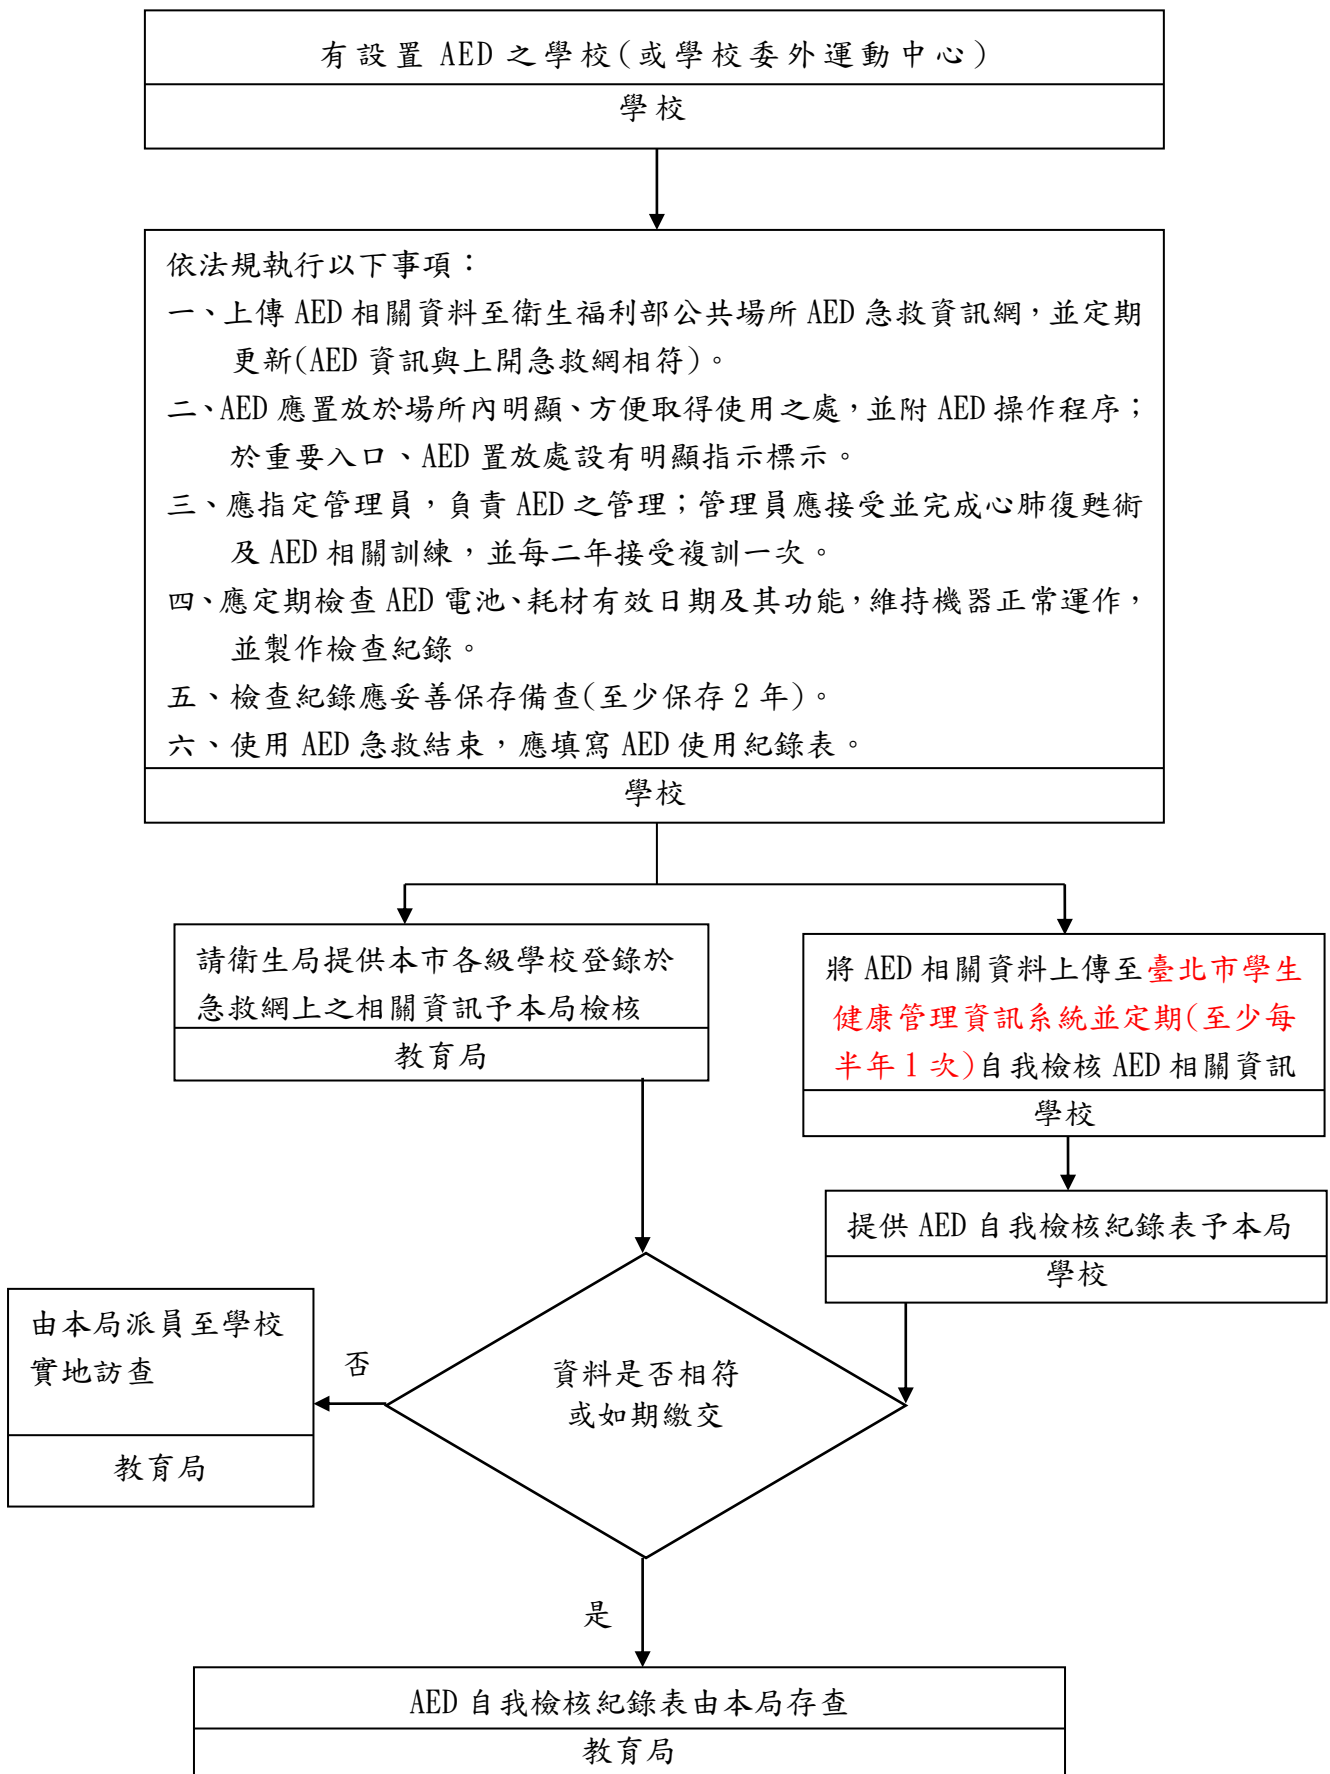 有設置 AED 之學校(或學校委外運動中心)
學校
依法規執行以下事項：
一、上傳 AED 相關資料至衛生福利部公共場所 AED 急救資訊網，並定期
更新(AED 資訊與上開急救網相符)。
二、AED 應置放於場所內明顯、方便取得使用之處，並附 AED 操作程序；
於重要入口、AED 置放處設有明顯指示標示。
三、應指定管理員，負責 AED 之管理；管理員應接受並完成心肺復甦術
及 AED 相關訓練，並每二年接受複訓一次。
四、應定期檢查 AED 電池、耗材有效日期及其功能，維持機器正常運作，
並製作檢查紀錄。
五、檢查紀錄應妥善保存備查(至少保存 2 年)。
六、使用 AED 急救結束，應填寫 AED 使用紀錄表。
學校
請衛生局提供本市各級學校登錄於
急救網上之相關資訊予本局檢核
教育局
將 AED 相關資料上傳至臺北市學生
健康管理資訊系統並定期(至少每
半年 1 次)自我檢核 AED 相關資訊
學校
提供 AED 自我檢核紀錄表予本局
學校
由本局派員至學校
實地訪查
教育局
否
資料是否相符
或如期繳交
是
AED 自我檢核紀錄表由本局存查
教育局